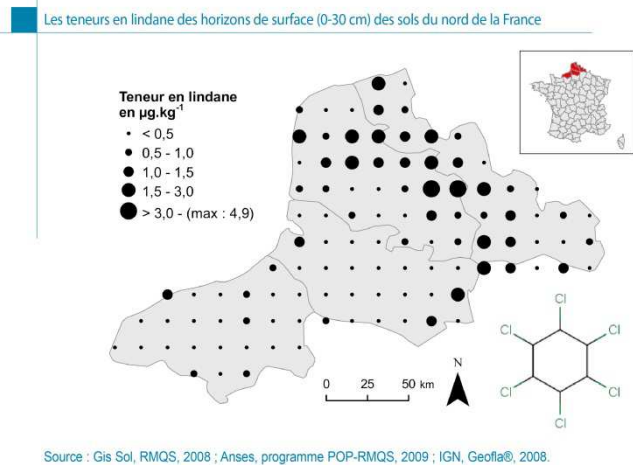 Les teneurs en lindane des horizons de surface (0-30 cm) des sols du nord de la France
Teneur en lindane
en µg.kg-1
< 0,5
0,5 - 1,0
1,0 - 1,5
1,5 - 3,0
> 3,0 - (max : 4,9)
Cl
Cl
Cl
Cl
Cl
Cl
N
0 25 50 km
Source : Gis Sol, RMQS, 2008 ; Anses, programme POP-RMQS, 2009 ; IGN, Geofla®, 2008.